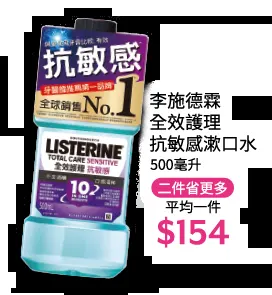 抗敏感
牙醫師推薦第一品牌
全球銷售No.1
LISTERINE
TOTAL CARE SENSITIVE
全效護理 抗敏感
10
500mL
李施德霖
全效護理
抗敏感漱口水
500毫升
二件省更多
平均一件
$154